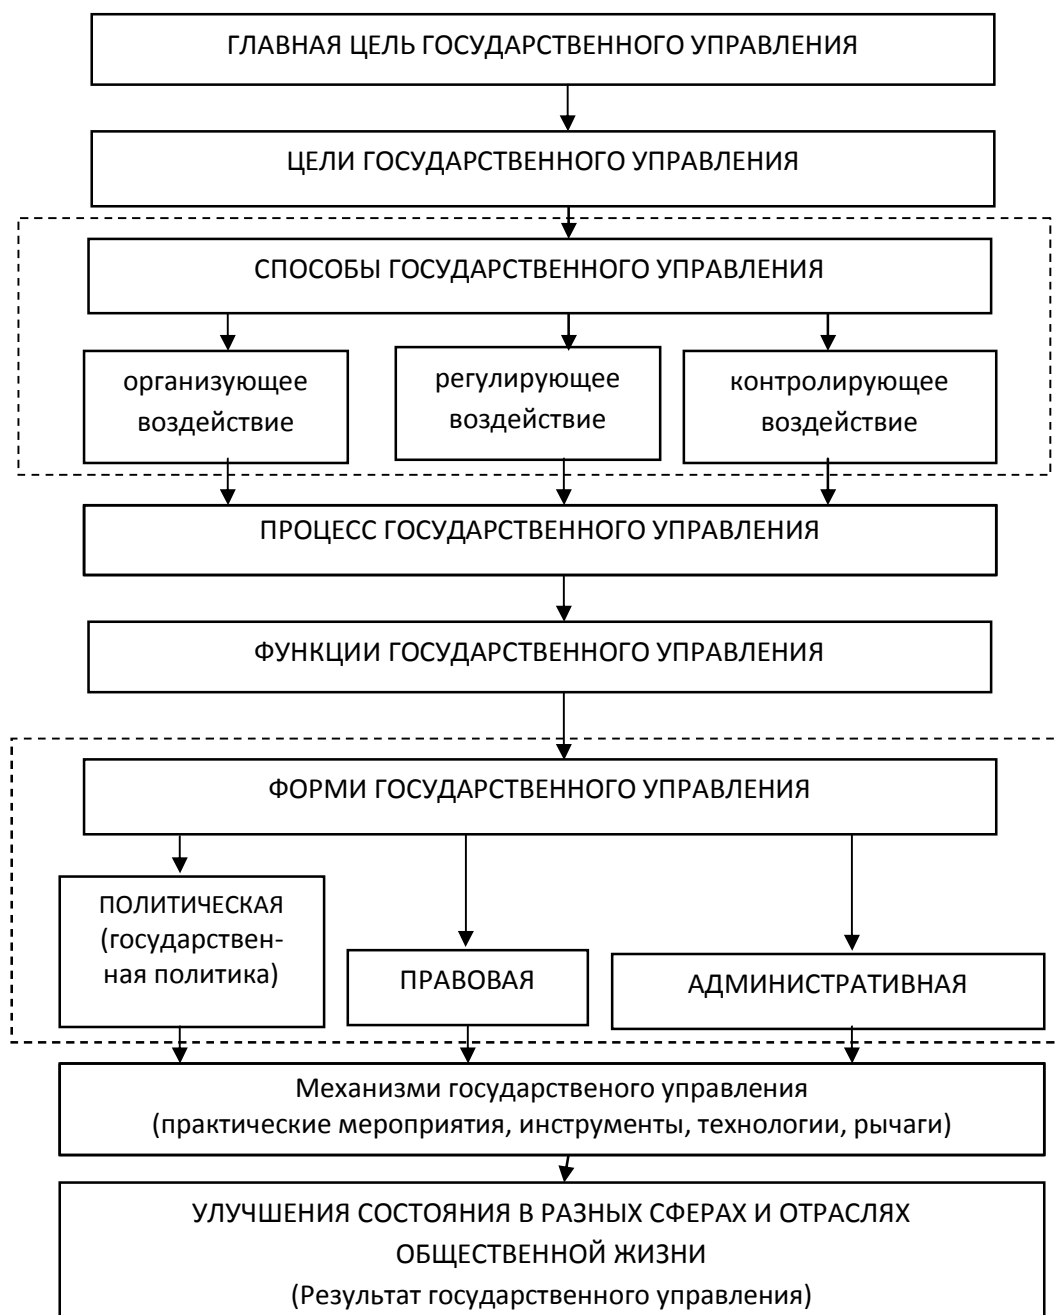 ГЛАВНАЯ ЦЕЛЬ ГОСУДАРСТВЕННОГО УПРАВЛЕНИЯ
ЦЕЛИ ГОСУДАРСТВЕННОГО УПРАВЛЕНИЯ
СПОСОБЫ ГОСУДАРСТВЕННОГО УПРАВЛЕНИЯ
организующее
воздействие
регулирующее
воздействие
контролирующее
воздействие
ПРОЦЕСС ГОСУДАРСТВЕННОГО УПРАВЛЕНИЯ
ФУНКЦИИ ГОСУДАРСТВЕННОГО УПРАВЛЕНИЯ
ФОРМИ ГОСУДАРСТВЕННОГО УПРАВЛЕНИЯ
ПОЛИТИЧЕСКАЯ
(государствен-
ная политика)
ПРАВОВАЯ
АДМИНИСТРАТИВНАЯ
Механизми государственого управления
(практические мероприятия, инструменты, технологии, рычаги)
УЛУЧШЕНИЯ СОСТОЯНИЯ В РАЗНЫХ СФЕРАХ И ОТРАСЛЯХ
ОБЩЕСТВЕННОЙ ЖИЗНИ
(Результат государственного управления)